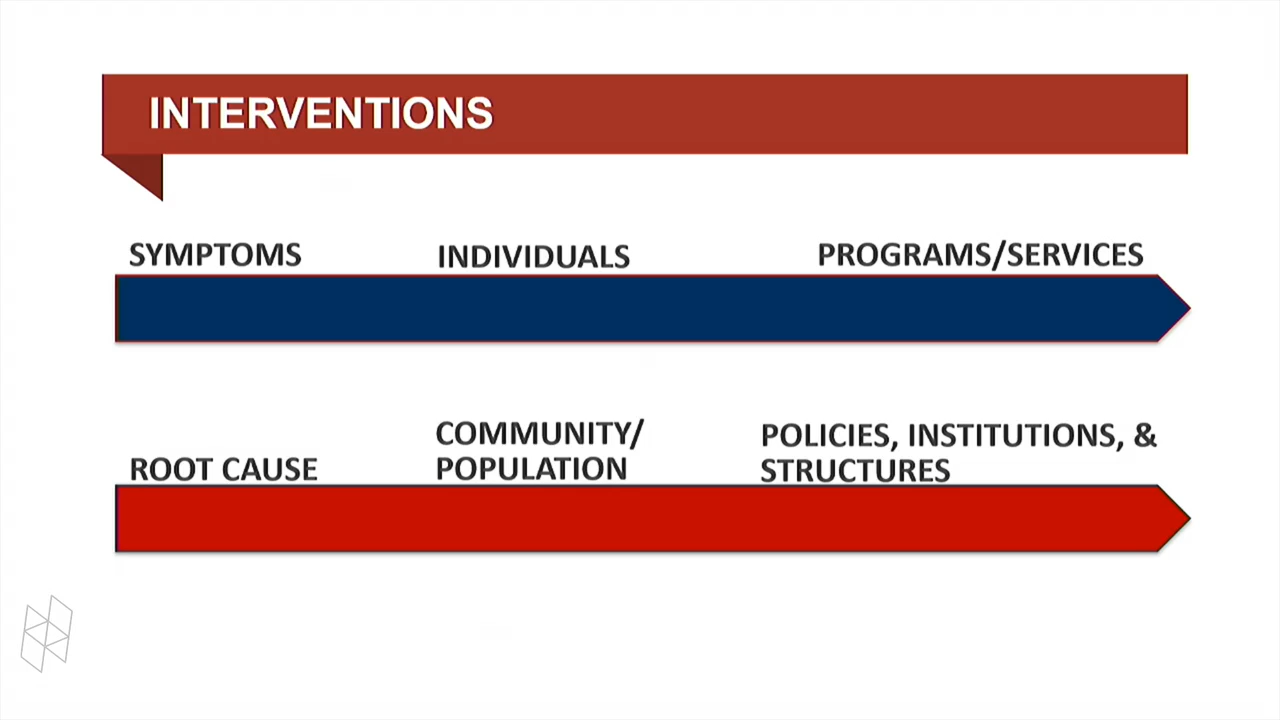 INTERVENTIONS
SYMPTOMS
INDIVIDUALS
PROGRAMS/SERVICES
ROOT CAUSE
COMMUNITY/
POPULATION
POLICIES, INSTITUTIONS, &
STRUCTURES